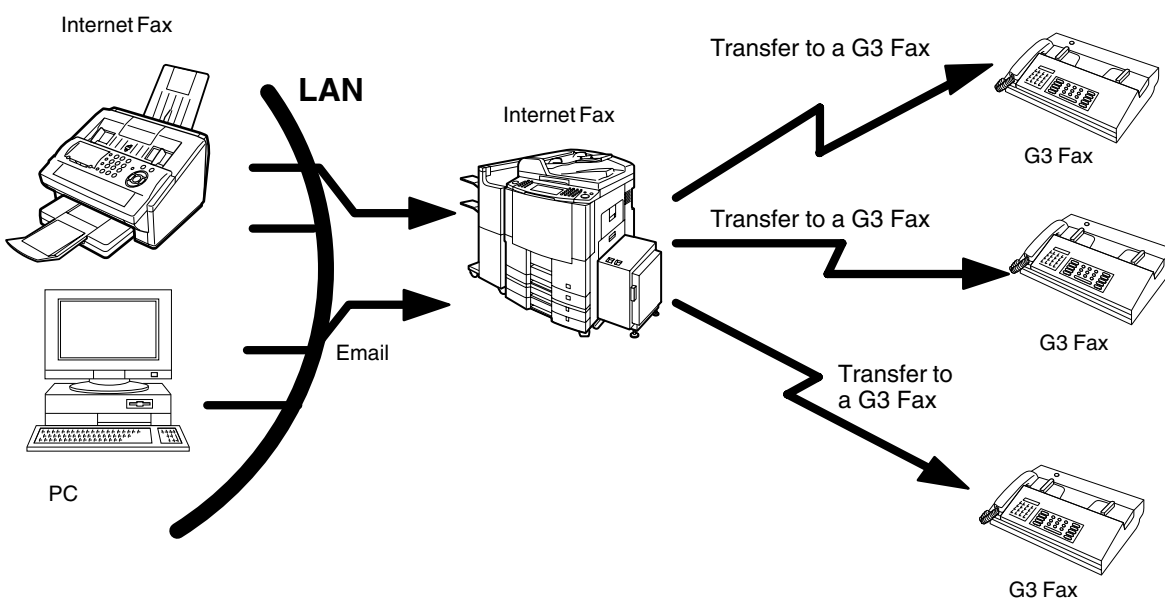 Internet Fax
LAN
Internet Fax
Transfer to a G3 Fax
G3 Fax
Transfer to a G3 Fax
G3 Fax
Email
Transfer to
a G3 Fax
PC
G3 Fax